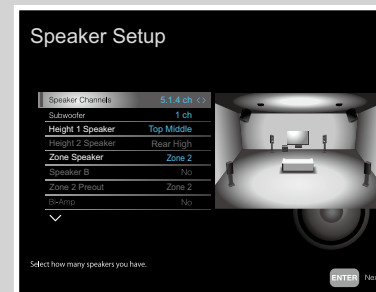 Speaker Setup
Speaker Channels 5.1.4 ch <>
Subwoofer 1 ch
Height 1 Speaker Top Middle
Height 2 Speaker Rear High
Zone Speaker Zone 2
Speaker B No
Zone 2 Preout Zone 2
Bi-Amp No
Select how many speakers you have.
ENTER